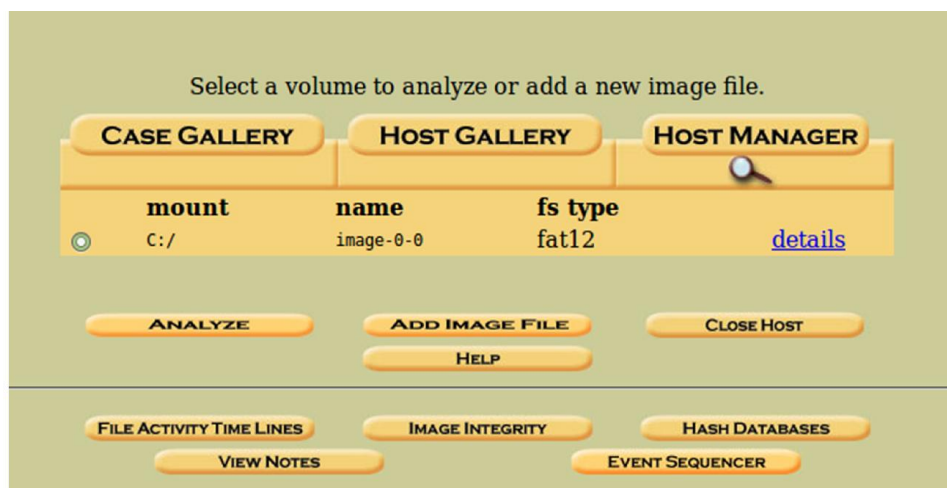 Select a volume to analyze or add a new image file.
CASE GALLERY HOST GALLERY HOST MANAGER
mount name fs type
C:/ image-0-0 fat12 details
ANALYZE ADD IMAGE FILE CLOSE HOST
HELP
FILE ACTIVITY TIME LINES IMAGE INTEGRITY HASH DATABASES
VIEW NOTES EVENT SEQUENCER